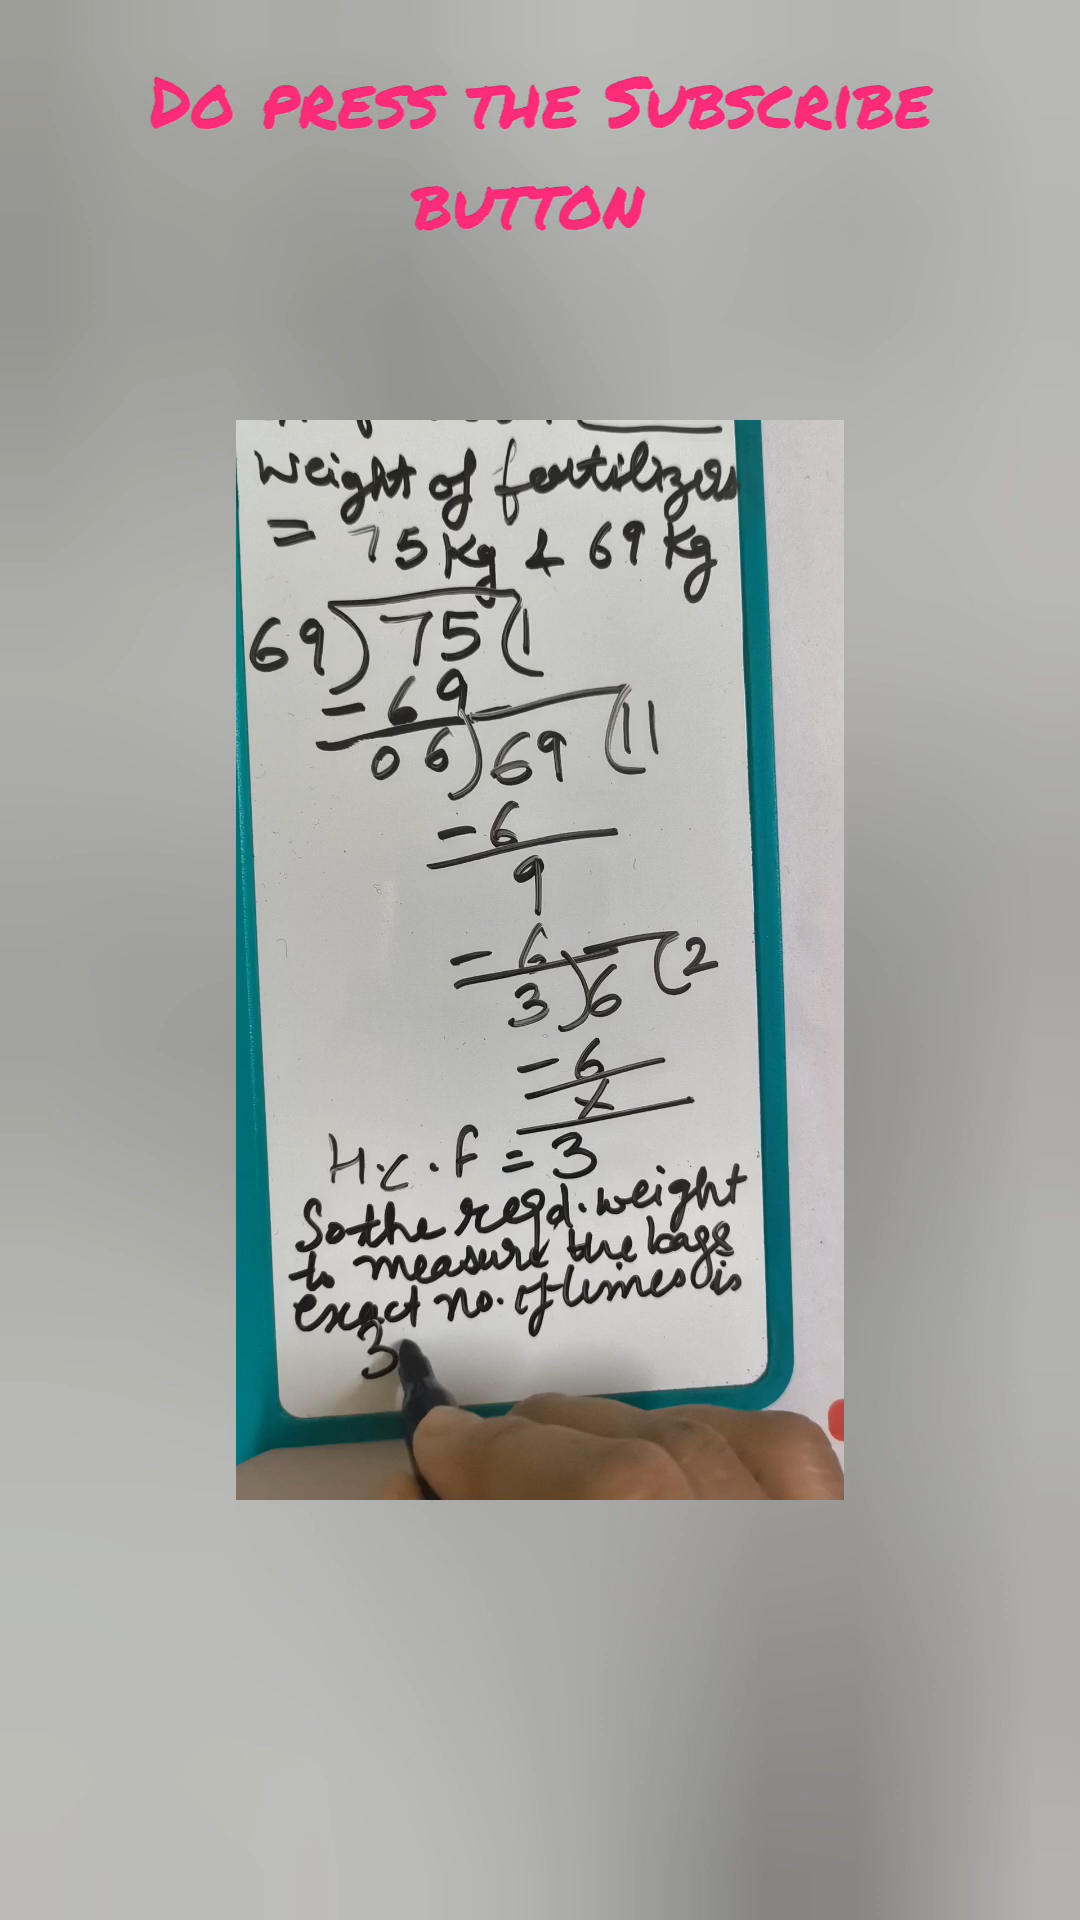 Do press the Subscribe
button
Weight of fertilizers
= 75 Kg & 69 Kg
69) 75 (1
- 69
06) 69 (11
- 6
9
- 6
3) 6 (2
- 6
x
H.C.F = 3
So the reqd. weight
to measure the bags
exact no. of times is
3